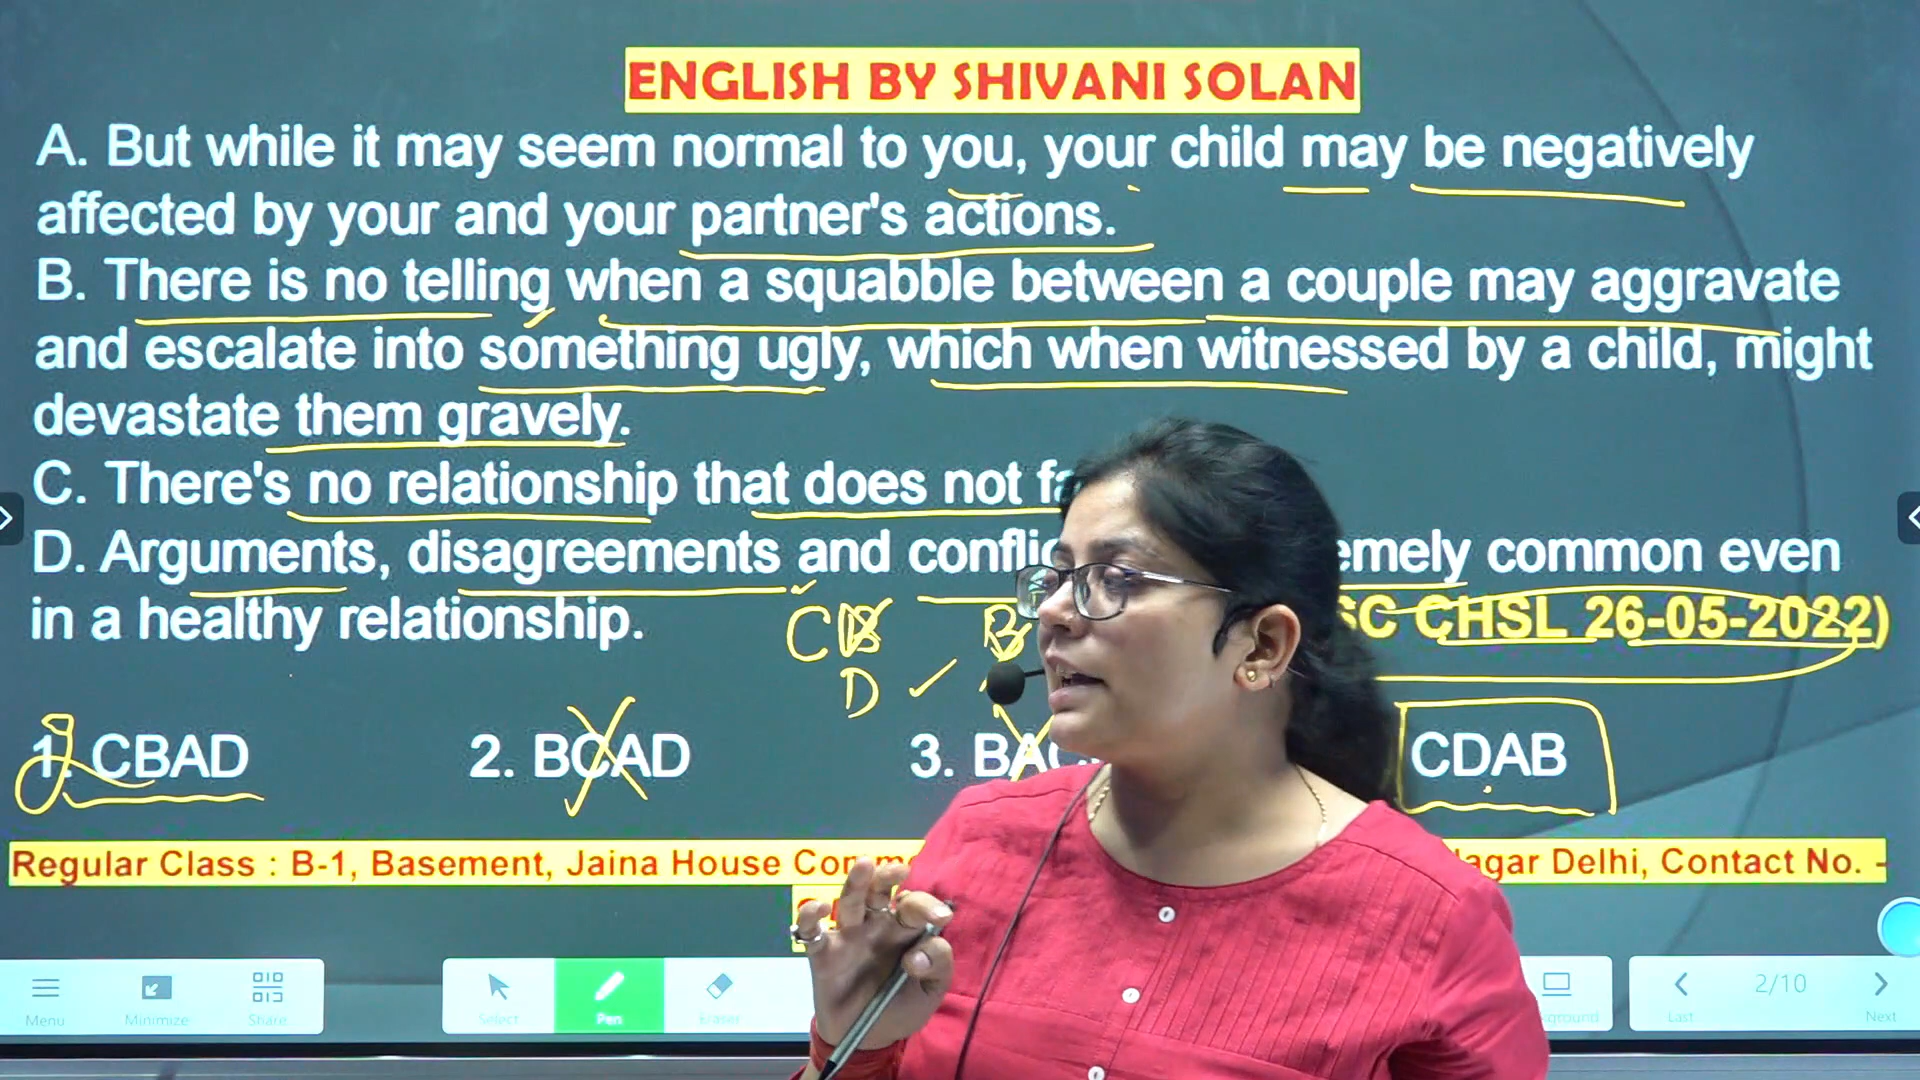 ENGLISH BY SHIVANI SOLAN
A. But while it may seem normal to you, your child may be negatively
affected by your and your partner's actions.
B. There is no telling when a squabble between a couple may aggravate
and escalate into something ugly, which when witnessed by a child, might
devastate them gravely.
C. There's no relationship that does not
D. Arguments, disagreements and common even
in a healthy relationship. CHSL 26-05-2022)
C B
D
1. CBAD 2. BCAD 3. CDAB
Regular Class : B-1, Basement, Jaina House Delhi, Contact No. -
Menu Minimize Share Select Pen Eraser Last 2/10 Next